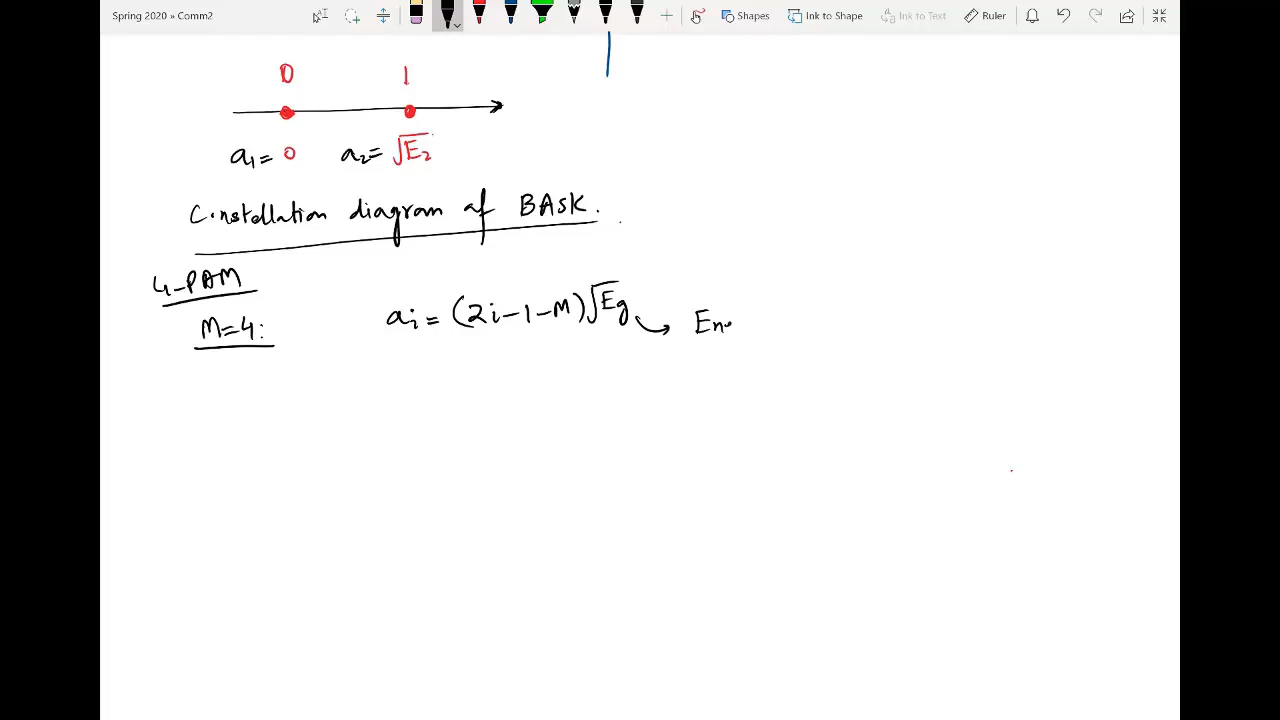 Spring 2020 » Comm2
Shapes Ink to Shape Ink to Text Ruler
0 1
a₁= 0 a₂= √E₂
Constellation diagram of BASK.
4-PAM
M=4:
aᵢ = (2i-1-M)√Eg En